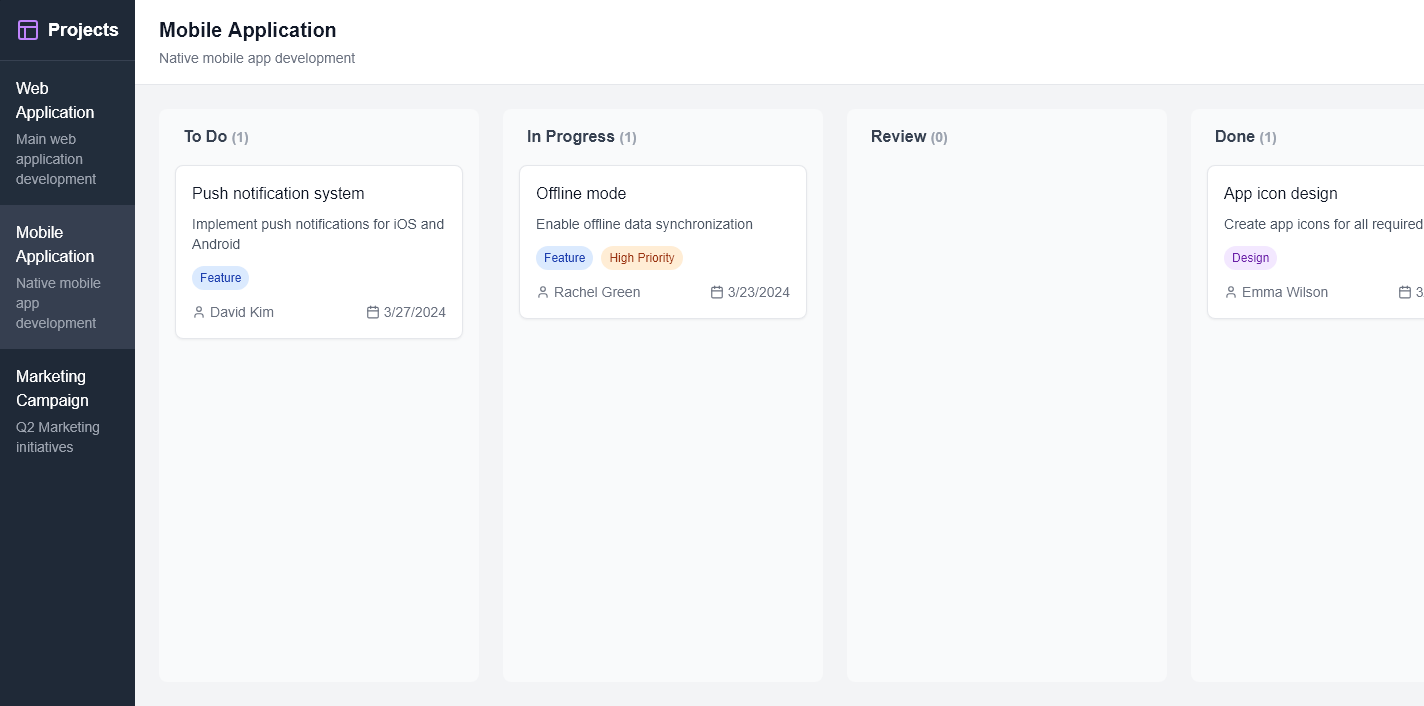 Projects
Web
Application
Main web
application
development
Mobile
Application
Native mobile
app
development
Marketing
Campaign
Q2 Marketing
initiatives
Mobile Application
Native mobile app development
To Do (1)
Push notification system
Implement push notifications for iOS and
Android
Feature
David Kim 3/27/2024
In Progress (1)
Offline mode
Enable offline data synchronization
Feature High Priority
Rachel Green 3/23/2024
Review (0)
Done (1)
App icon design
Create app icons for all required
Design
Emma Wilson